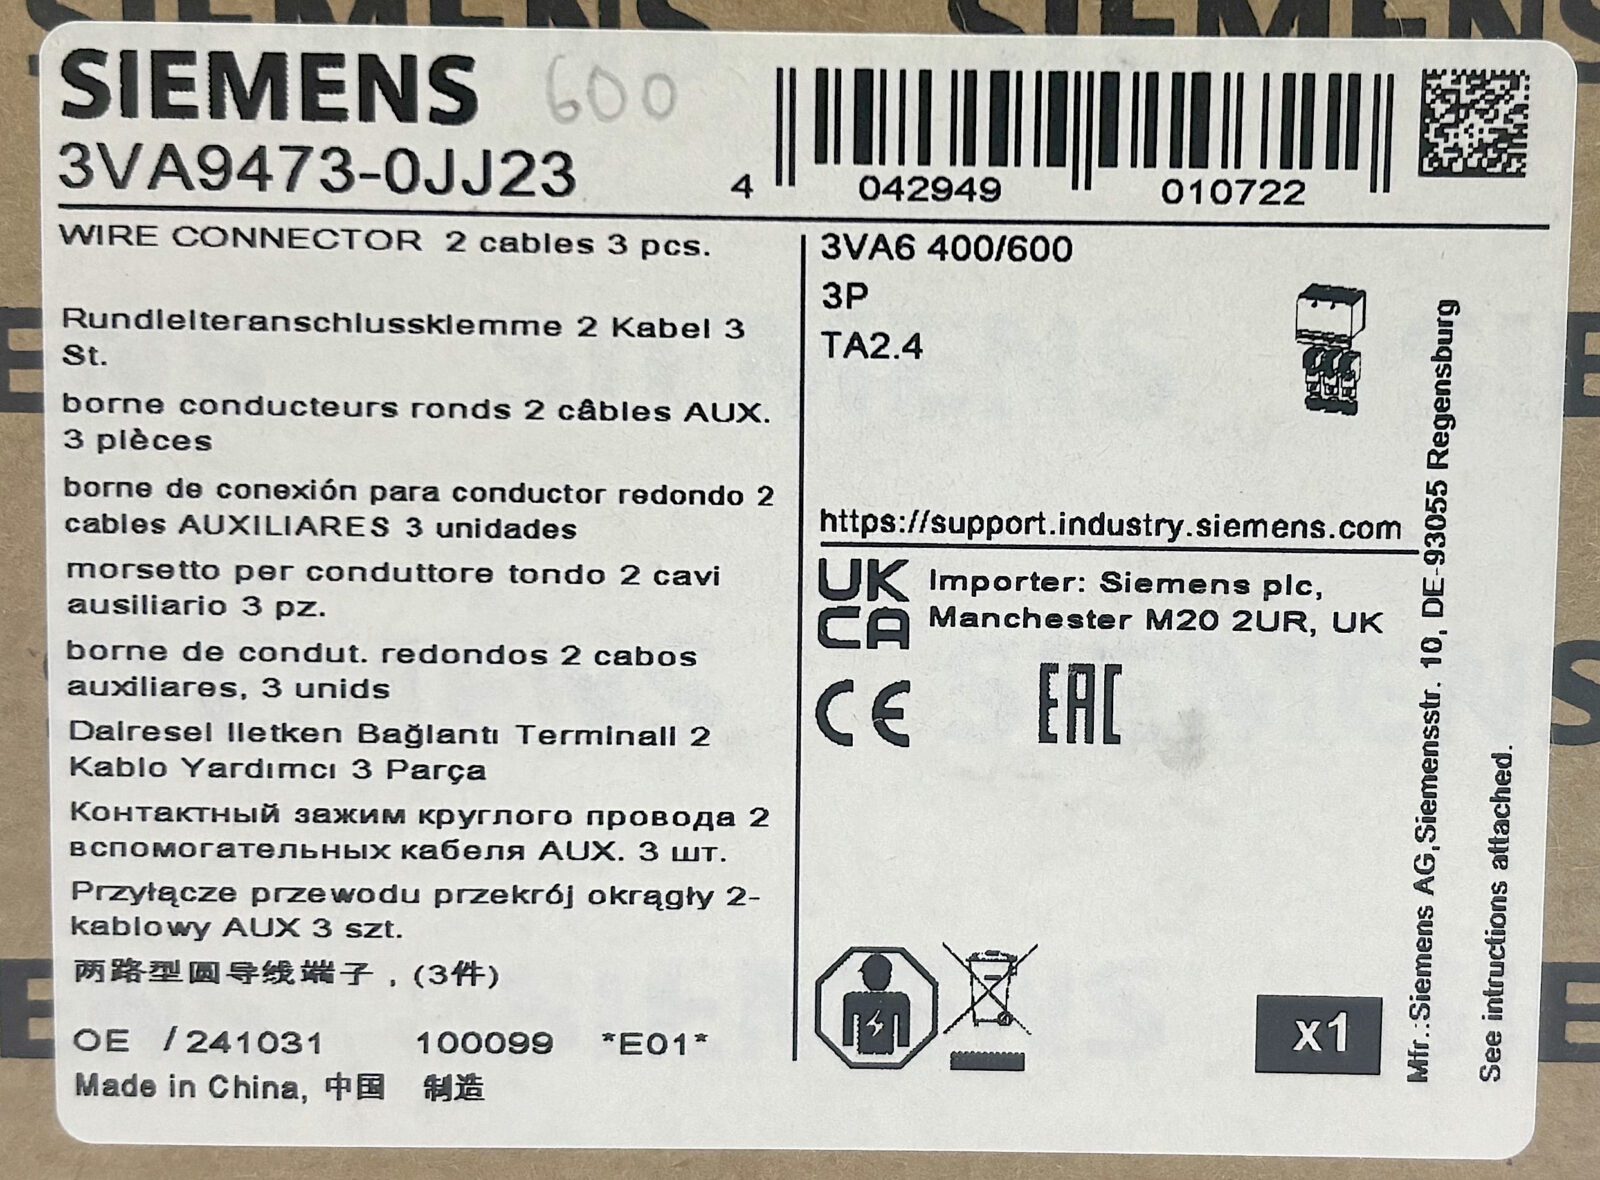 SIEMENS 600
3VA9473-0JJ23
4 042949 010722
WIRE CONNECTOR 2 cables 3 pcs.
Rundleiteranschlussklemme 2 Kabel 3
St.
borne conducteurs ronds 2 câbles AUX.
3 pièces
borne de conexión para conductor redondo 2
cables AUXILIARES 3 unidades
morsetto per conduttore tondo 2 cavi
ausiliario 3 pz.
borne de condut. redondos 2 cabos
auxiliares, 3 unids
Dairesel Iletken Bağlantı Terminali 2
Kablo Yardımcı 3 Parça
Контактный зажим круглого провода 2
вспомогательных кабеля AUX. 3 шт.
Przyłącze przewodu przekrój okrągły 2-
kablowy AUX 3 szt.
两路型圆导线端子，(3件)
OE /241031 100099 *E01*
Made in China, 中国 制造
3VA6 400/600
3P
TA2.4
https://support.industry.siemens.com
UK
CA
Importer: Siemens plc,
Manchester M20 2UR, UK
CE EAC
x1
Mfr.:Siemens AG,Siemensstr. 10, DE-93055 Regensburg
See intructions attached.